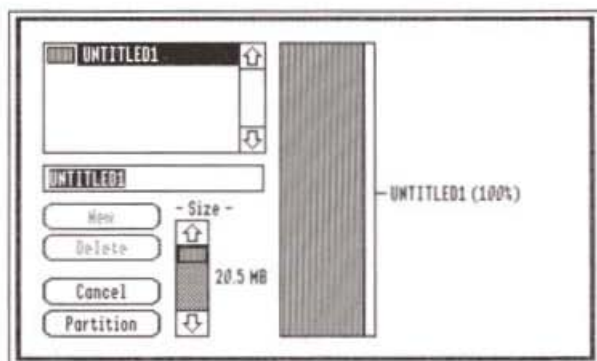 UNTITLED1
UNTITLED1
New
Delete
Cancel
Partition
- Size -
20.5 MB
UNTITLED1 (100%)